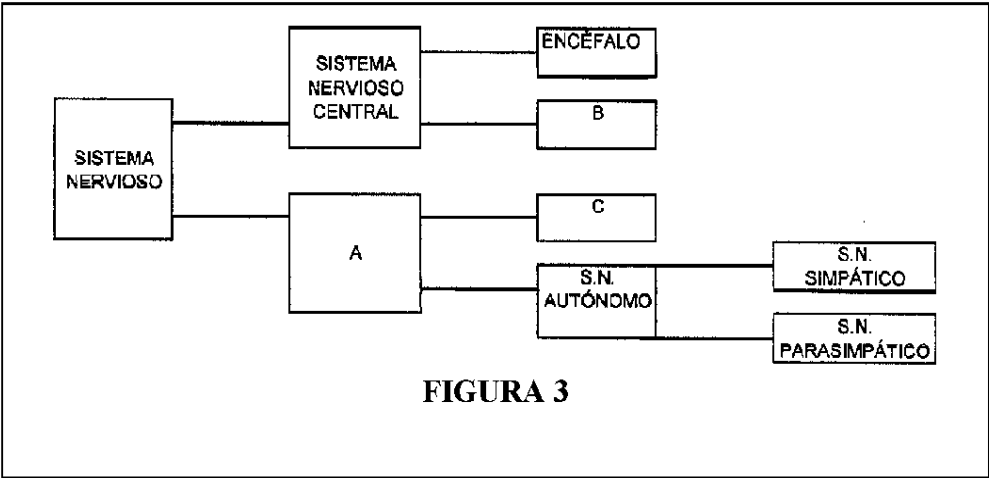 SISTEMA
NERVIOSO
SISTEMA
NERVIOSO
CENTRAL
ENCÉFALO
B
A
C
S.N.
AUTÓNOMO
S.N.
SIMPÁTICO
S.N.
PARASIMPÁTICO
FIGURA 3